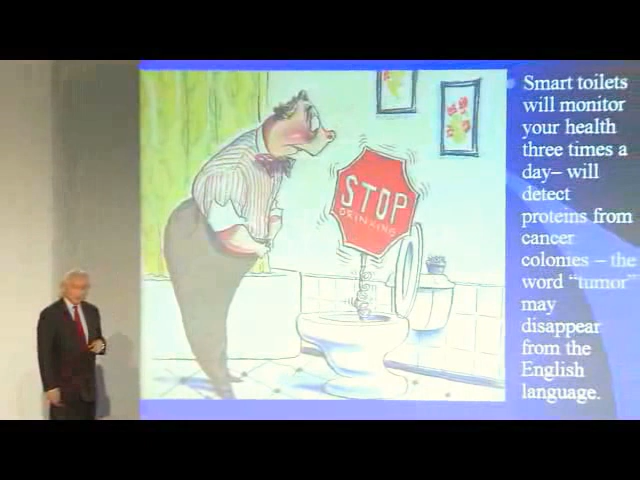 Smart toilets
will monitor
your health
three times a
day– will
detect
proteins from
cancer
colonies – the
word “tumor”
may
disappear
from the
English
language.
STOP
DRINKING